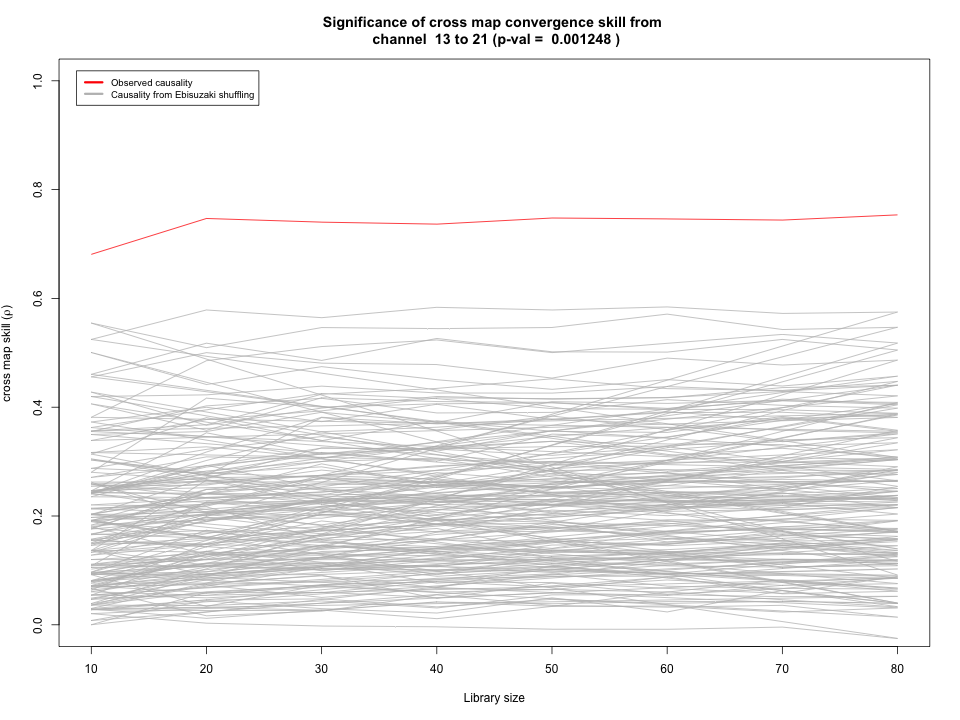 Significance of cross map convergence skill from
channel  13 to 21 (p-val =  0.001248 )
Observed causality
Causality from Ebisuzaki shuffling
1.0
0.8
0.6
0.4
0.2
0.0
cross map skill (ρ)
10 20 30 40 50 60 70 80
Library size